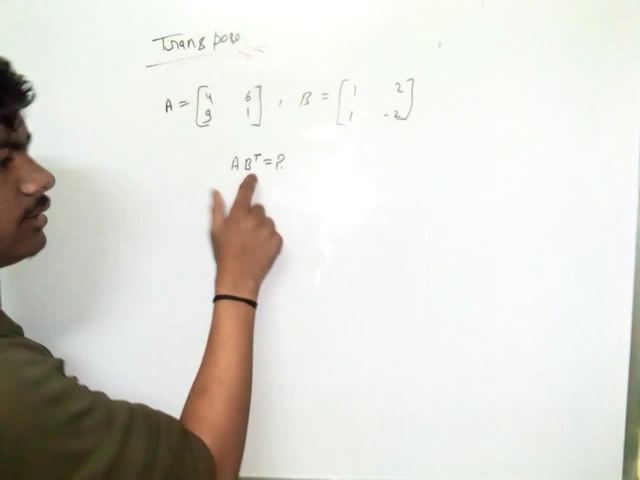 Transpose
A = [4 6 9 1], B = [1 2 1 -2]
AB^T = ?